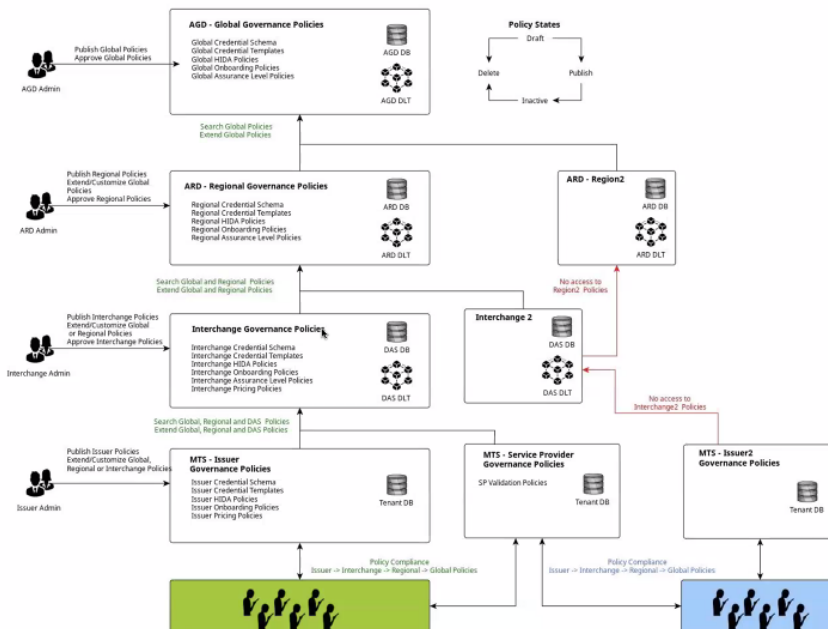 AGD - Global Governance Policies
Global Credential Schema
Global Credential Templates
Global HIDA Policies
Global Onboarding Policies
Global Assurance Level Policies
AGD DB
AGD DLT
Publish Global Policies
Approve Global Policies
AGD Admin
Policy States
Draft
Delete
Publish
Inactive
Search Global Policies
Extend Global Policies
Publish Regional Policies
Extend/Customize Global
Policies
Approve Regional Policies
ARD Admin
ARD - Regional Governance Policies
Regional Credential Schema
Regional Credential Templates
Regional HIDA Policies
Regional Onboarding Policies
Regional Assurance Level Policies
ARD DB
ARD DLT
ARD - Region2
ARD DB
ARD DLT
Search Global and Regional Policies
Extend Global and Regional Policies
No access to
Region2 Policies
Publish Interchange Policies
Extend/Customize Global
or Regional Policies
Approve Interchange Policies
Interchange Admin
Interchange Governance Policies
Interchange Credential Schema
Interchange Credential Templates
Interchange HIDA Policies
Interchange Onboarding Policies
Interchange Assurance Level Policies
Interchange Pricing Policies
DAS DB
DAS DLT
Interchange 2
DAS DB
DAS DLT
No access to
Interchange2 Policies
Search Global, Regional and DAS Policies
Extend Global, Regional and DAS Policies
Publish Issuer Policies
Extend/Customize Global,
Regional or Interchange Policies
Issuer Admin
MTS - Issuer
Governance Policies
Issuer Credential Schema
Issuer Credential Templates
Issuer HIDA Policies
Issuer Onboarding Policies
Issuer Pricing Policies
Tenant DB
MTS - Service Provider
Governance Policies
SP Validation Policies
Tenant DB
MTS - Issuer2
Governance Policies
Tenant DB
Policy Compliance
Issuer -> Interchange -> Regional -> Global Policies
Policy Compliance
Issuer -> Interchange -> Regional -> Global Policies